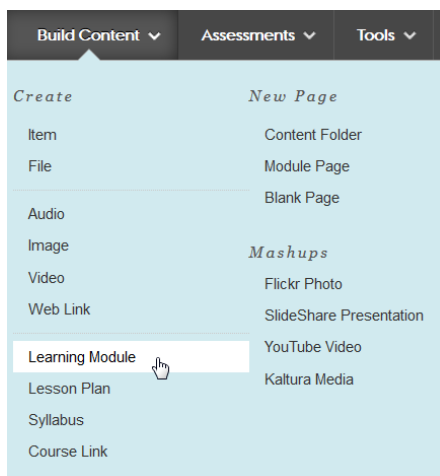 Build Content Assessments Tools
Create
Item
File
Audio
Image
Video
Web Link
Learning Module
Lesson Plan
Syllabus
Course Link
New Page
Content Folder
Module Page
Blank Page
Mashups
Flickr Photo
SlideShare Presentation
YouTube Video
Kaltura Media